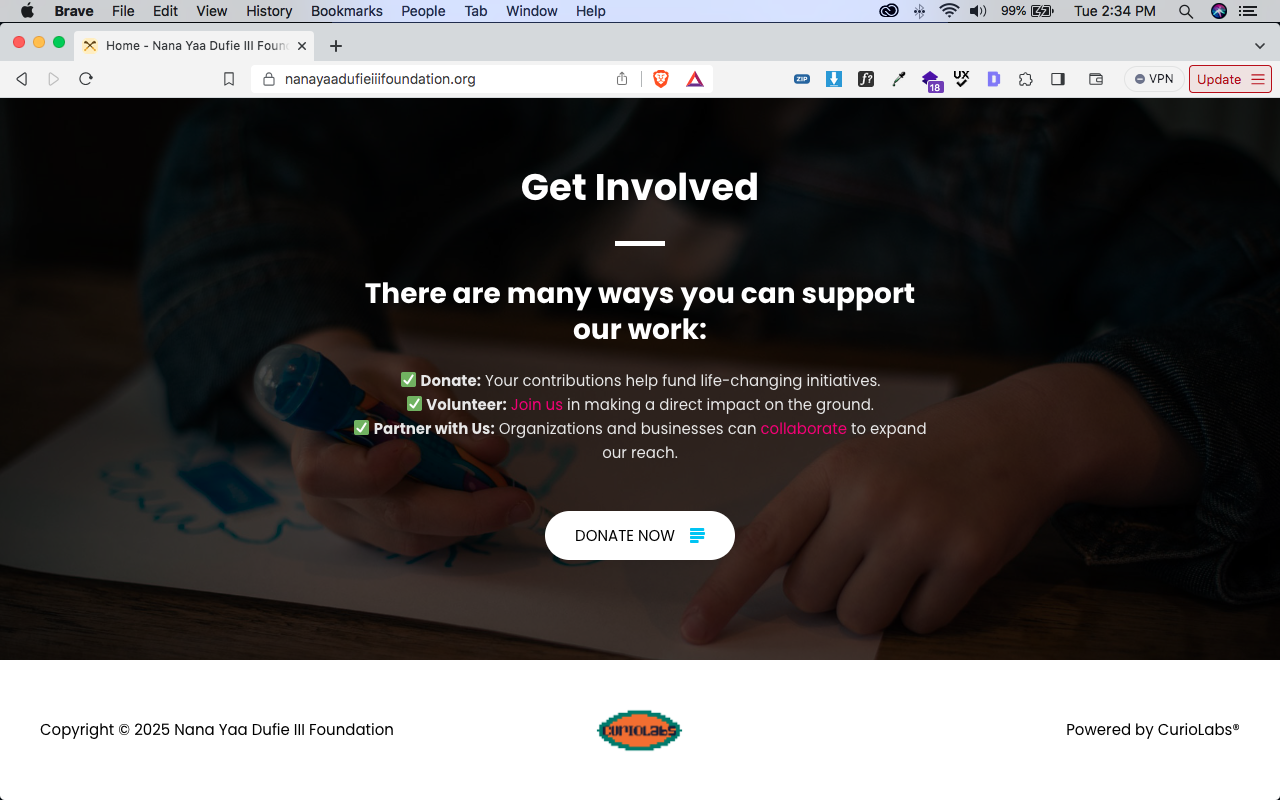 Brave File Edit View History Bookmarks People Tab Window Help 99% Tue 2:34 PM
Home - Nana Yaa Dufie III Foun
nanayaadufieiiifoundation.org ZIP f? 18 UX D VPN Update
Get Involved
There are many ways you can support
our work:
✅ Donate: Your contributions help fund life-changing initiatives.
✅ Volunteer: Join us in making a direct impact on the ground.
✅ Partner with Us: Organizations and businesses can collaborate to expand
our reach.
DONATE NOW
Copyright © 2025 Nana Yaa Dufie III Foundation
CURIOLABS
Powered by CurioLabs®